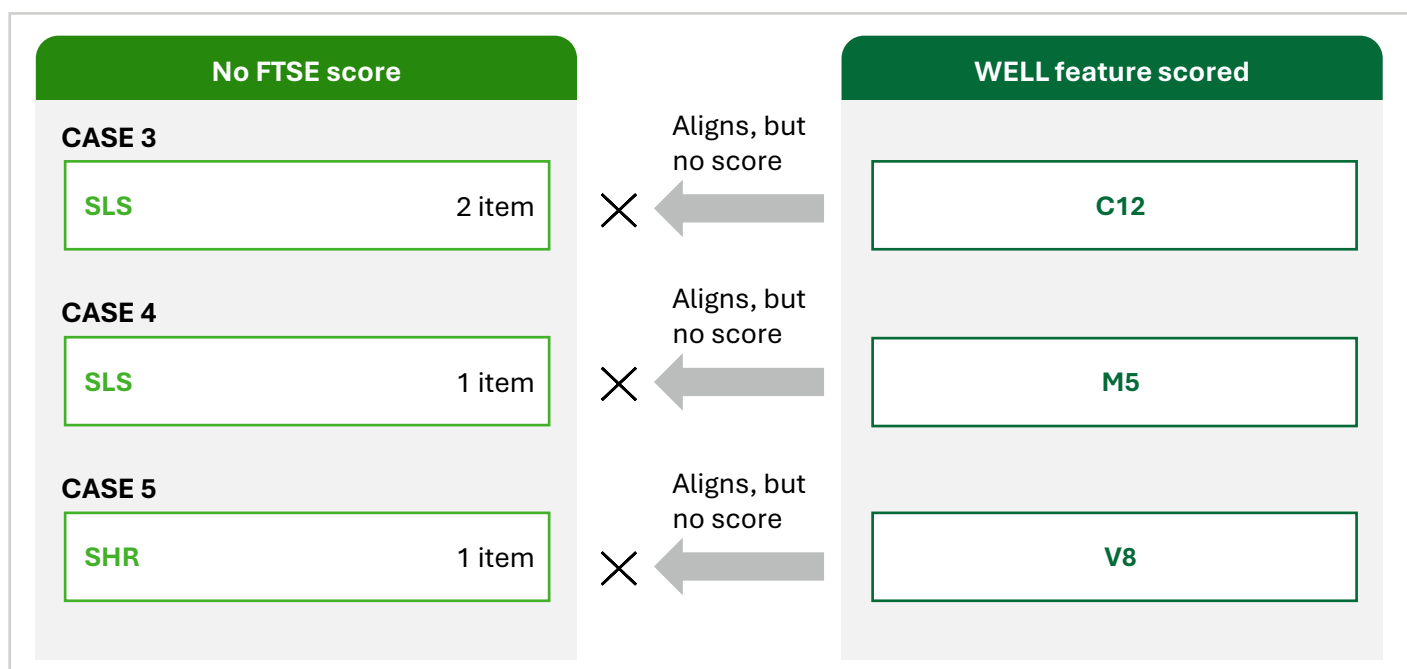 No FTSE score
WELL feature scored
CASE 3
SLS 2 item
Aligns, but
no score
C12
CASE 4
SLS 1 item
Aligns, but
no score
M5
CASE 5
SHR 1 item
Aligns, but
no score
V8